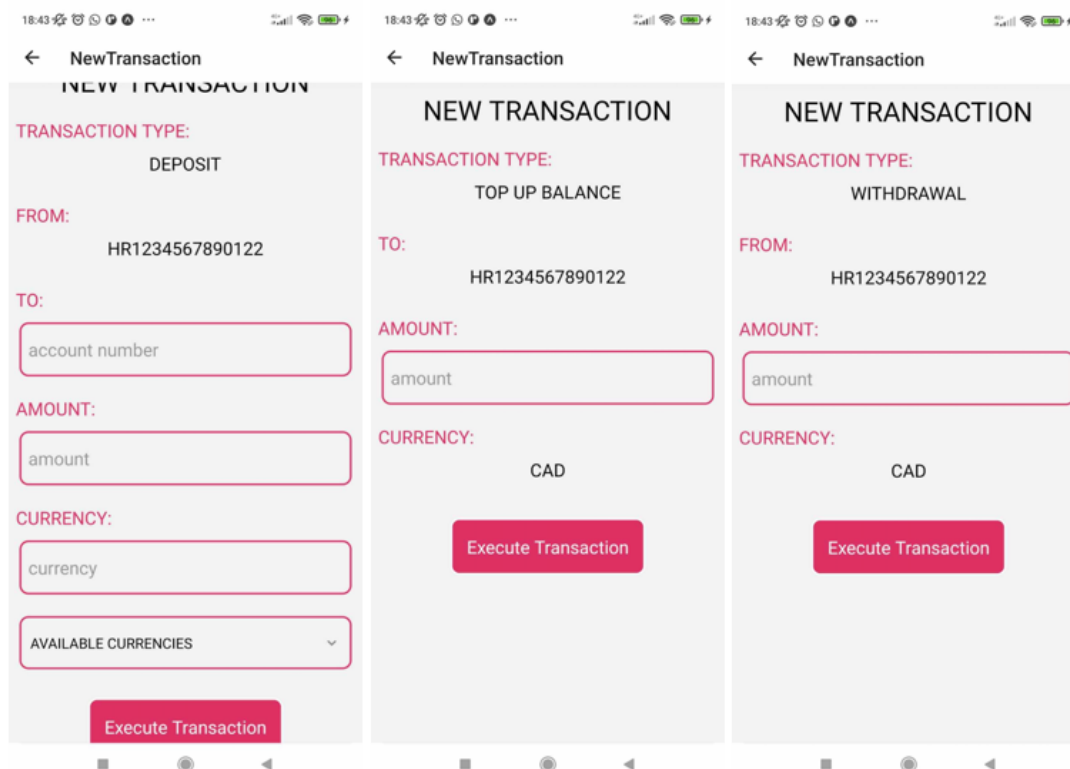 18:43
NewTransaction
NEW TRANSACTION
TRANSACTION TYPE:
DEPOSIT
FROM:
HR1234567890122
TO:
account number
AMOUNT:
amount
CURRENCY:
currency
AVAILABLE CURRENCIES
Execute Transaction
18:43
NewTransaction
NEW TRANSACTION
TRANSACTION TYPE:
TOP UP BALANCE
TO:
HR1234567890122
AMOUNT:
amount
CURRENCY:
CAD
Execute Transaction
18:43
NewTransaction
NEW TRANSACTION
TRANSACTION TYPE:
WITHDRAWAL
FROM:
HR1234567890122
AMOUNT:
amount
CURRENCY:
CAD
Execute Transaction